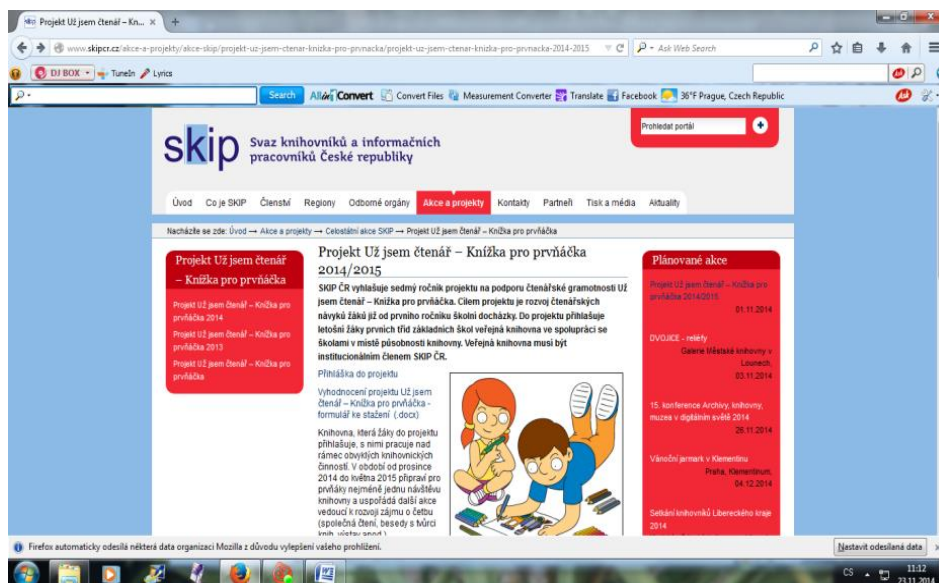 Projekt Už jsem čtenář – Kn...
www.skipcr.cz/akce-a-projekty/akce-skip/projekt-uz-jsem-ctenar-knizka-pro-prvnacka/projekt-uz-jsem-ctenar-knizka-pro-prvnacka-2014-2015
Ask Web Search
DJ BOX TuneIn Lyrics
Search Convert Convert Files Measurement Converter Translate Facebook 36°F Prague, Czech Republic
skip
Svaz knihovníků a informačních
pracovníků České republiky
Prohledat portál
Úvod Co je SKIP Členství Regiony Odborné orgány Akce a projekty Kontakty Partneři Tisk a média Aktuality
Nacházíte se zde: Úvod → Akce a projekty → Celostátní akce SKIP → Projekt Už jsem čtenář – Knížka pro prvňáčka
Projekt Už jsem čtenář
– Knížka pro prvňáčka
Projekt Už jsem čtenář – Knížka pro
prvňáčka 2014
Projekt Už jsem čtenář – Knížka pro
prvňáčka 2013
Projekt Už jsem čtenář – Knížka pro
prvňáčka
Projekt Už jsem čtenář – Knížka pro prvňáčka
2014/2015
SKIP ČR vyhlašuje sedmý ročník projektu na podporu čtenářské gramotnosti Už
jsem čtenář – Knížka pro prvňáčka. Cílem projektu je rozvoj čtenářských
návyků žáků již od prvního ročníku školní docházky. Do projektu přihlašuje
letošní žáky prvních tříd základních škol veřejná knihovna ve spolupráci se
školami v místě působnosti knihovny. Veřejná knihovna musí být
institucionálním členem SKIP ČR.
Přihláška do projektu
Vyhodnocení projektu Už jsem
čtenář – Knížka pro prvňáčka -
formulář ke stažení (.docx)
Knihovna, která žáky do projektu
přihlašuje, s nimi pracuje nad
rámec obvyklých knihovnických
činností. V období od prosince
2014 do května 2015 připraví pro
prvňáky nejméně jednu návštěvu
knihovny a uspořádá další akce
vedoucí k rozvoji zájmu o četbu
(společná čtení, besedy s tvůrci
knih, výstav apod.)
Plánované akce
Projekt Už jsem čtenář – Knížka pro
prvňáčka 2014/2015
01.11.2014
DVOJICE - reliéfy
Galerie Městské knihovny v
Lounech,
03.11.2014
15. konference Archivy, knihovny,
muzea v digitálním světě 2014
26.11.2014
Vánoční jarmark v Klementinu
Praha, Klementinum,
04.12.2014
Setkání knihovníků Libereckého kraje
2014
Firefox automaticky odesílá některá data organizaci Mozilla z důvodu vylepšení vašeho prohlížení.
Nastavit odesílaná data
CS
11:12
23.11.2014